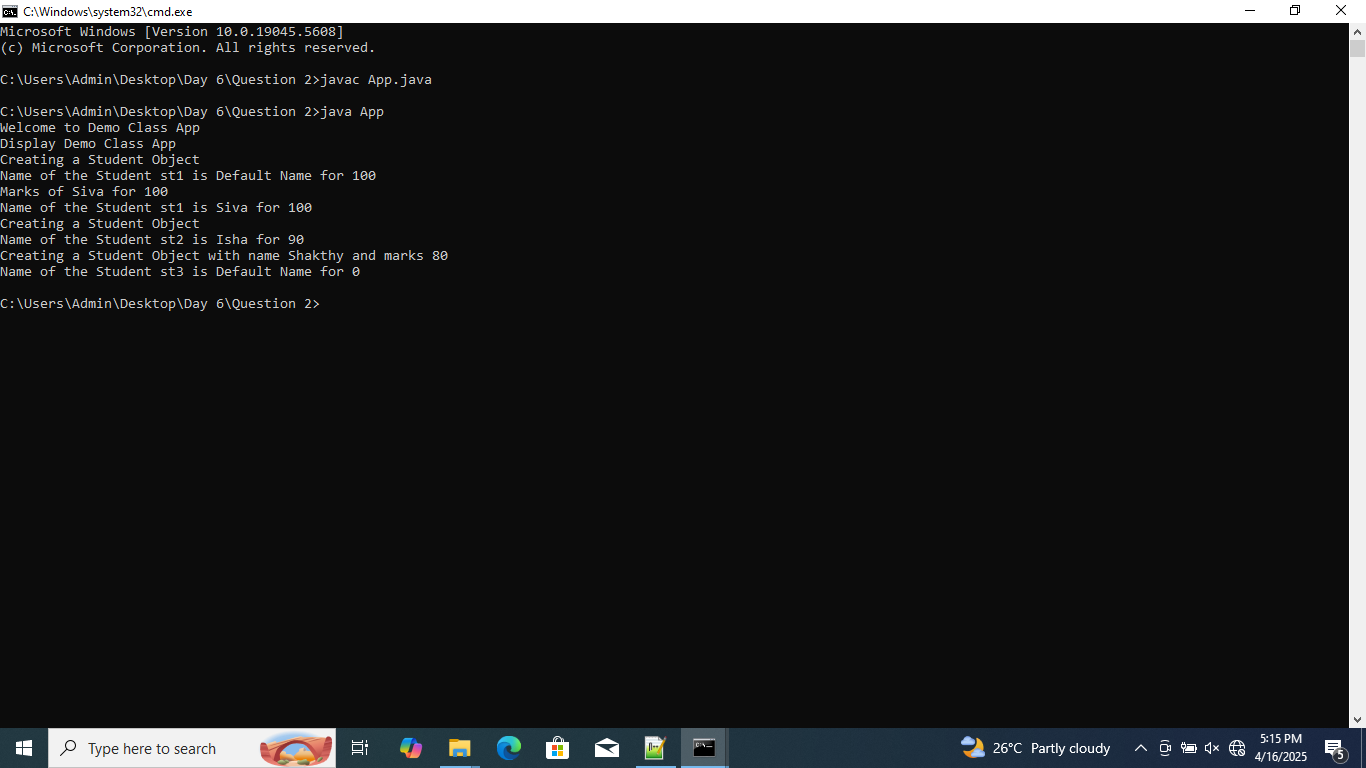 C:\Windows\system32\cmd.exe
Microsoft Windows [Version 10.0.19045.5608]
(c) Microsoft Corporation. All rights reserved.
C:\Users\Admin\Desktop\Day 6\Question 2>javac App.java
C:\Users\Admin\Desktop\Day 6\Question 2>java App
Welcome to Demo Class App
Display Demo Class App
Creating a Student Object
Name of the Student st1 is Default Name for 100
Marks of Siva for 100
Name of the Student st1 is Siva for 100
Creating a Student Object
Name of the Student st2 is Isha for 90
Creating a Student Object with name Shakthy and marks 80
Name of the Student st3 is Default Name for 0
C:\Users\Admin\Desktop\Day 6\Question 2>
Type here to search
26°C Partly cloudy
5:15 PM
4/16/2025
5